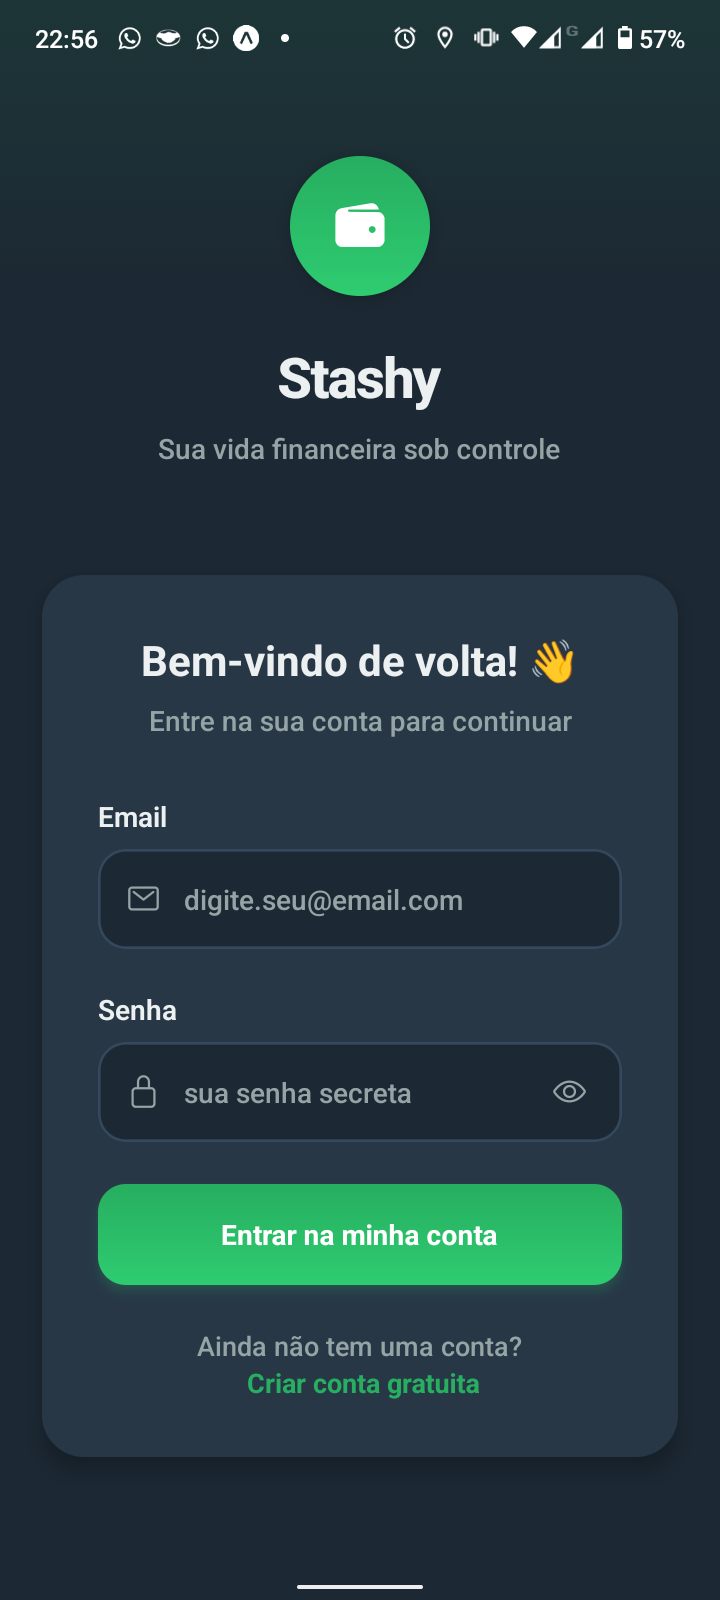 22:56
G
57%
Stashy
Sua vida financeira sob controle
Bem-vindo de volta! 👋
Entre na sua conta para continuar
Email
digite.seu@email.com
Senha
sua senha secreta
Entrar na minha conta
Ainda não tem uma conta?
Criar conta gratuita